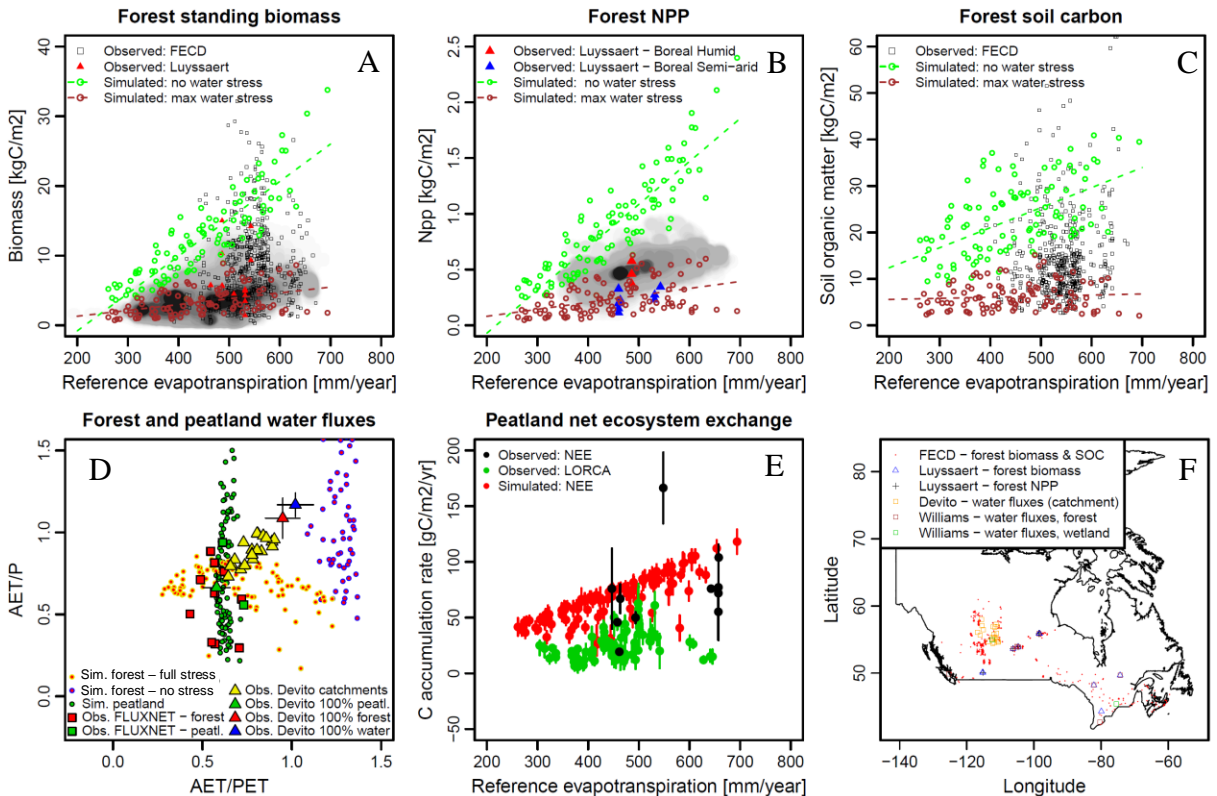 Forest standing biomass
A
Observed: FECD
Observed: Luyssaert
Simulated: no water stress
Simulated: max water stress
Biomass [kgC/m2]
0 10 20 30 40
200 300 400 500 600 700 800
Reference evapotranspiration [mm/year]
Forest NPP
B
Observed: Luyssaert − Boreal Humid
Observed: Luyssaert − Boreal Semi−arid
Simulated: no water stress
Simulated: max water stress
Npp [kgC/m2]
0.0 0.5 1.0 1.5 2.0 2.5
200 300 400 500 600 700 800
Reference evapotranspiration [mm/year]
Forest soil carbon
C
Observed: FECD
Simulated: no water stress
Simulated: max water stress
Soil organic matter [kgC/m2]
0 10 20 30 40 50 60
200 300 400 500 600 700 800
Reference evapotranspiration [mm/year]
Forest and peatland water fluxes
D
AET/P
0.0 0.5 1.0 1.5
Sim. forest − full stress
Sim. forest − no stress
Sim. peatland
Obs. FLUXNET − forest
Obs. FLUXNET − peatl.
Obs. Devito catchments
Obs. Devito 100% peatl.
Obs. Devito 100% forest
Obs. Devito 100% water
0.0 0.5 1.0 1.5
AET/PET
Peatland net ecosystem exchange
E
Observed: NEE
Observed: LORCA
Simulated: NEE
C accumulation rate [gC/m2/yr]
−50 0 50 100 150 200
200 300 400 500 600 700 800
Reference evapotranspiration [mm/year]
F
FECD − forest biomass & SOC
Luyssaert − forest biomass
Luyssaert − forest NPP
Devito − water fluxes (catchment)
Williams − water fluxes, forest
Williams − water fluxes, wetland
Latitude
50 60 70 80
−140 −120 −100 −80 −60
Longitude